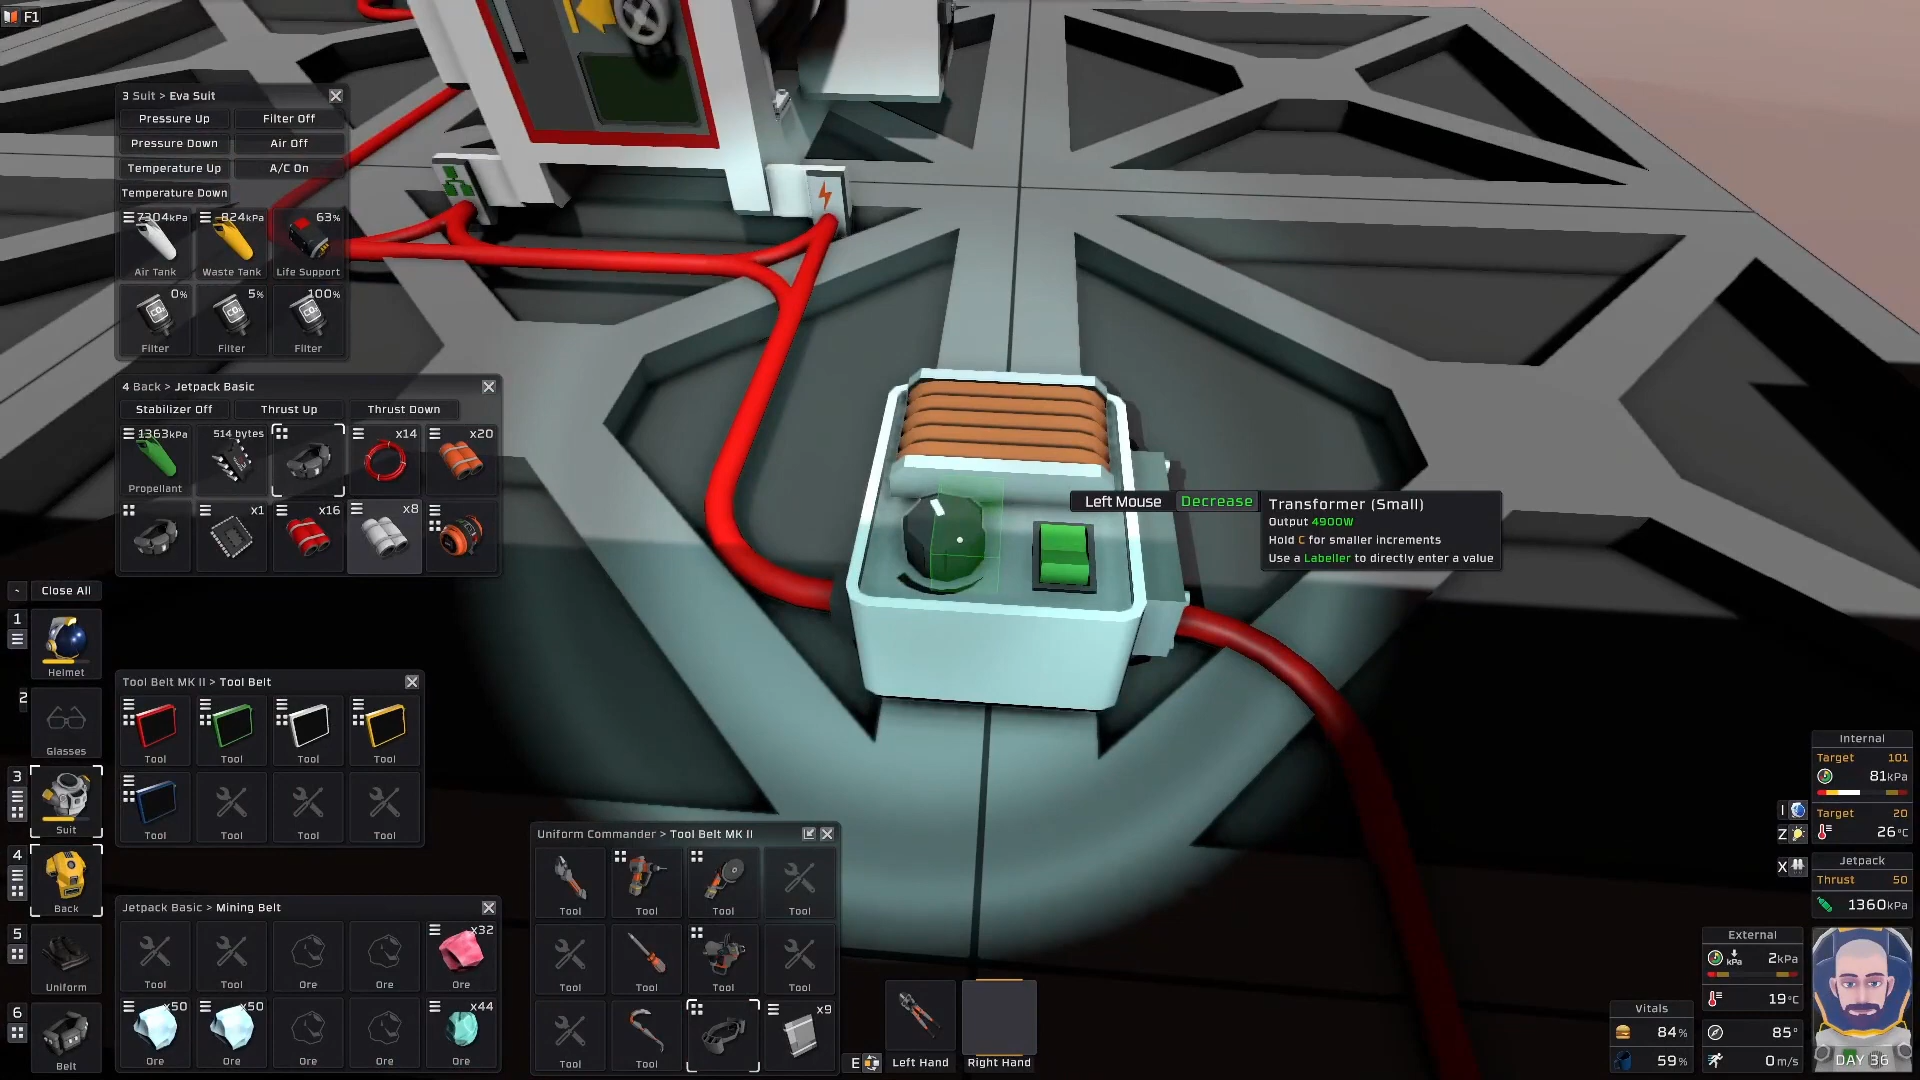 F1
3 Suit > Eva Suit
Pressure Up
Filter Off
Pressure Down
Air Off
Temperature Up
A/C On
Temperature Down
7304kPa
824kPa
63%
Air Tank
Waste Tank
Life Support
0%
5%
100%
Filter
Filter
Filter
4 Back > Jetpack Basic
Stabilizer Off
Thrust Up
Thrust Down
1363kPa
514 bytes
x14
x20
Propellant
x1
x16
x8
~
Close All
1
Helmet
2
Glasses
3
Suit
4
Back
5
Uniform
6
Belt
Tool Belt MK II > Tool Belt
Tool
Tool
Tool
Tool
Tool
Tool
Tool
Tool
Jetpack Basic > Mining Belt
x32
Tool
Tool
Ore
Ore
Ore
x50
x50
x44
Ore
Ore
Ore
Ore
Ore
Uniform Commander > Tool Belt MK II
Tool
Tool
Tool
Tool
Tool
Tool
Tool
Tool
x9
Tool
Tool
E
Left Hand
Right Hand
Left Mouse
Decrease
Transformer (Small)
Output 4900W
Hold C for smaller increments
Use a Labeller to directly enter a value
Internal
Target 101
81kPa
Target 20
26°C
I
Z
X
Jetpack
Thrust 50
1360kPa
External
kPa
2kPa
19°C
85°
0m/s
Vitals
84%
59%
DAY 36